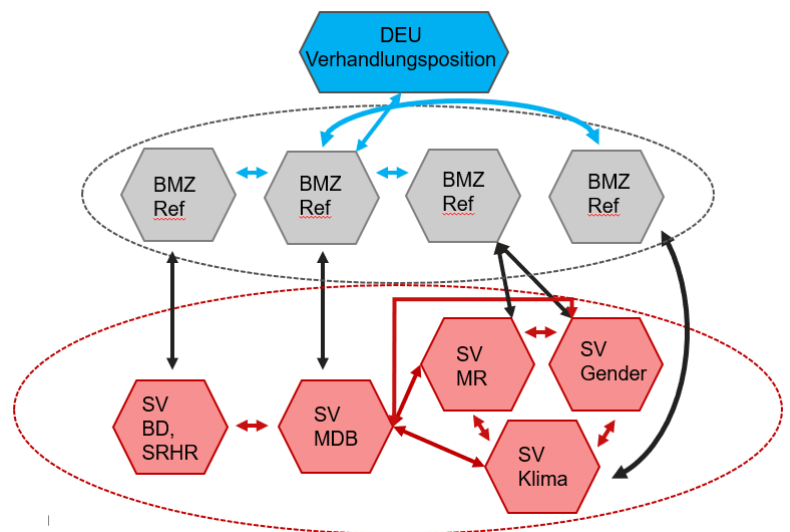 DEU
Verhandlungsposition
BMZ
Ref
BMZ
Ref
BMZ
Ref
BMZ
Ref
SV
MR
SV
Gender
SV
BD,
SRHR
SV
MDB
SV
Klima